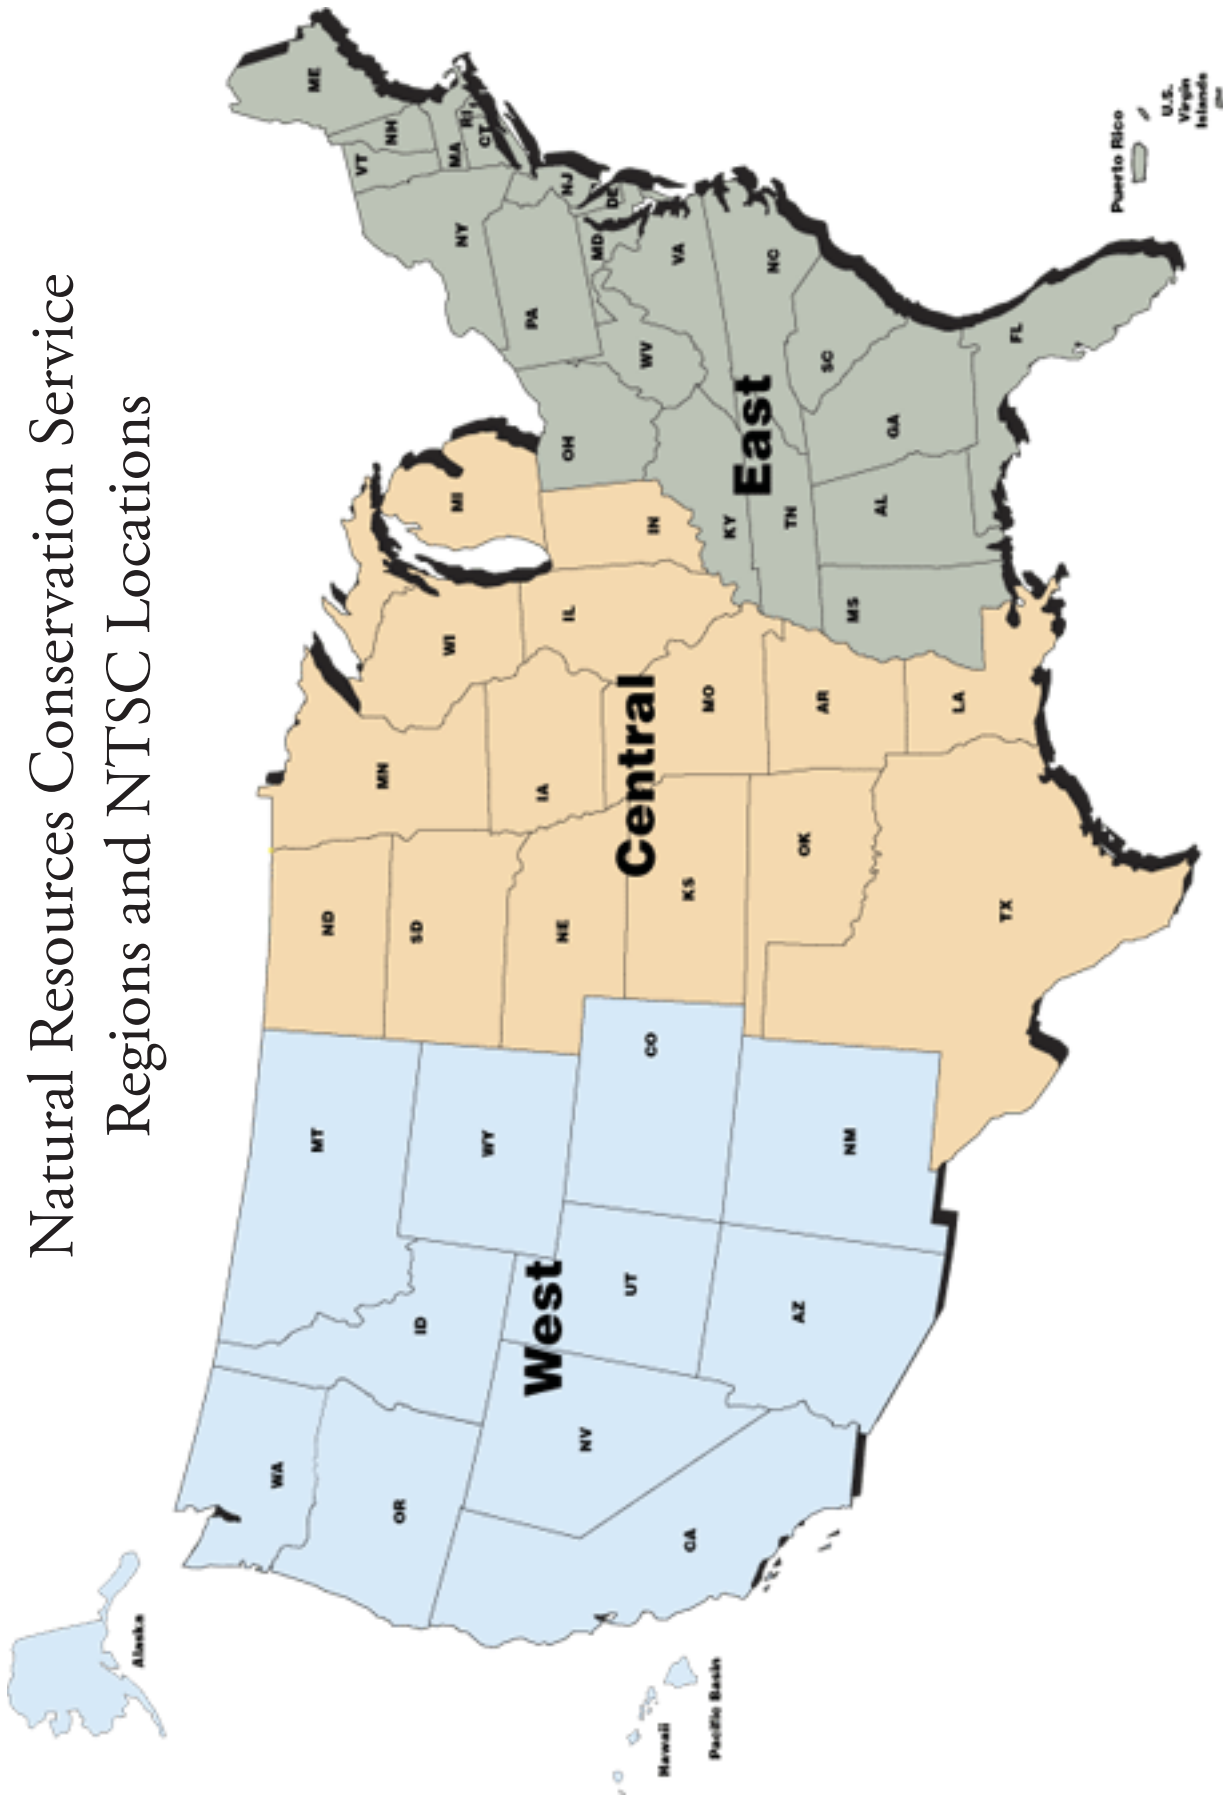 Natural Resources Conservation Service
Regions and NTSC Locations
Alaska
WA
OR
ID
MT
WY
NV
UT
CO
CA
AZ
NM
West
Hawaii
Pacific Basin
ND
SD
NE
KS
OK
TX
MN
IA
MO
AR
LA
WI
IL
MI
IN
Central
OH
KY
TN
MS
AL
GA
FL
SC
NC
VA
WV
PA
NY
MD
DE
NJ
VT
NH
ME
MA
CT
RI
East
Puerto Rico
U.S.
Virgin
Islands